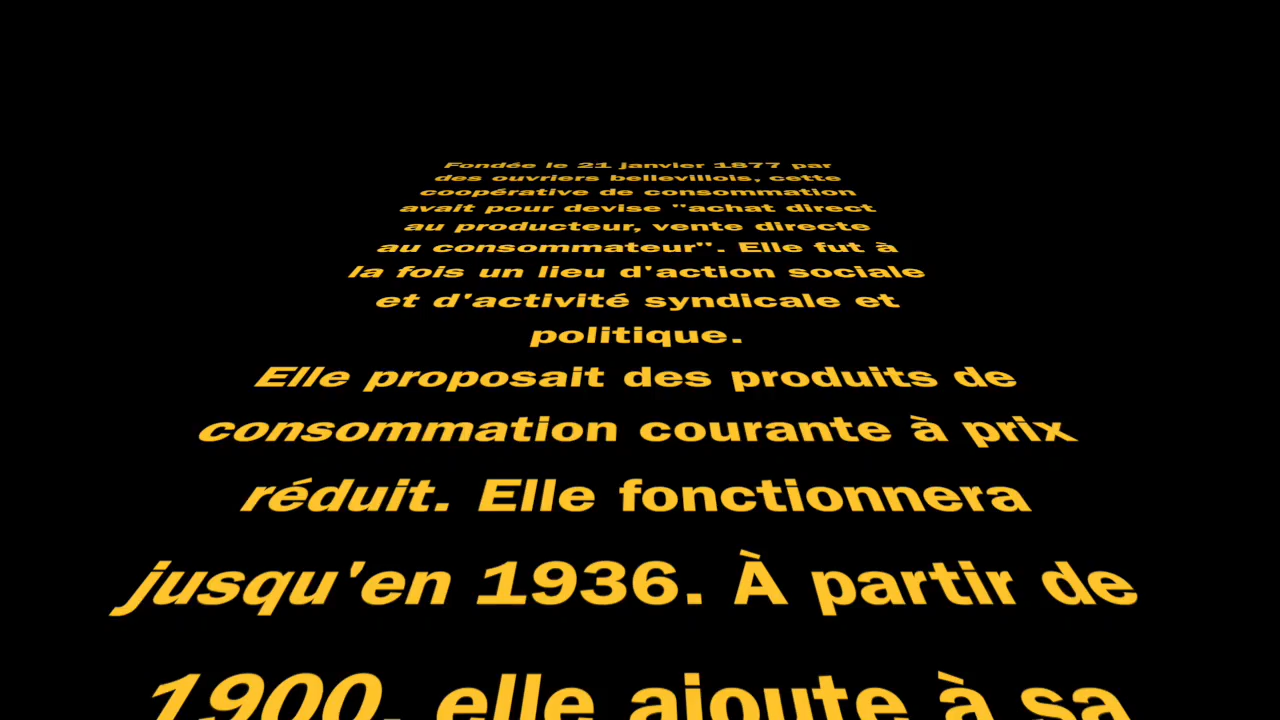 Fondée le 21 janvier 1877 par
des ouvriers bellevillois, cette
coopérative de consommation
avait pour devise "achat direct
au producteur, vente directe
au consommateur". Elle fut à
la fois un lieu d'action sociale
et d'activité syndicale et
politique.
Elle proposait des produits de
consommation courante à prix
réduit. Elle fonctionnera
jusqu'en 1936. À partir de
1900, elle ajoute à sa